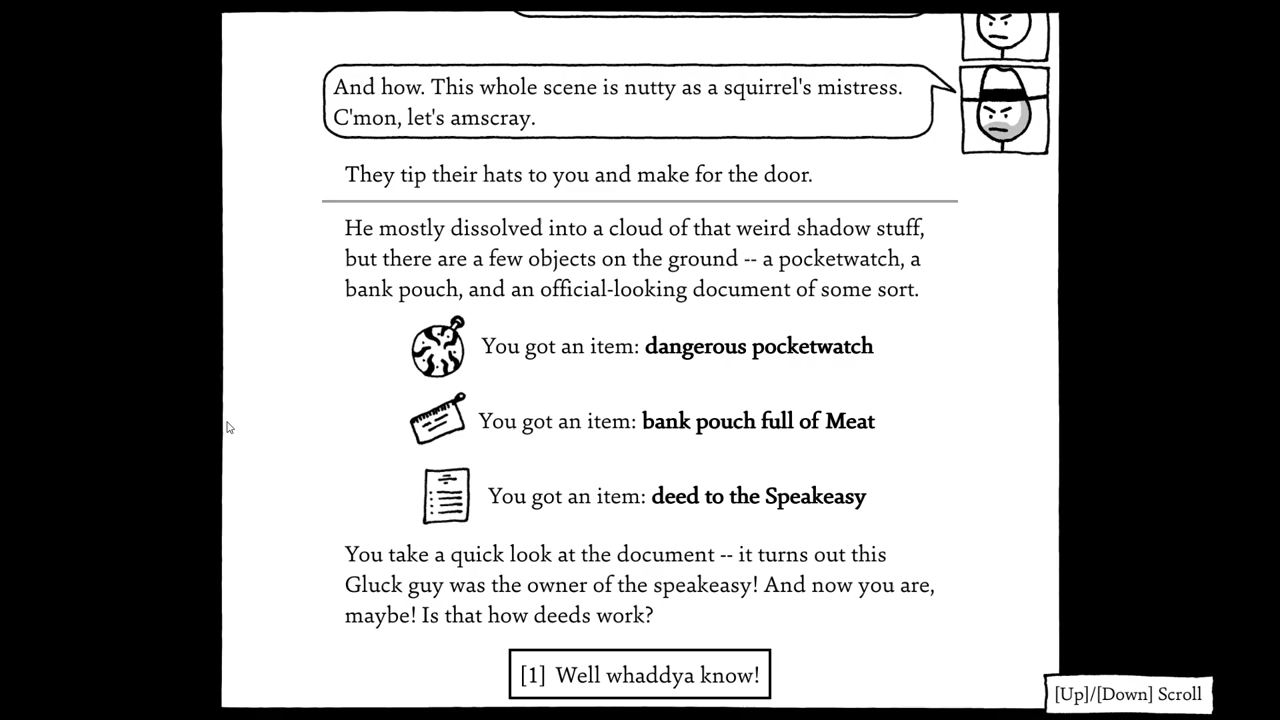 And how. This whole scene is nutty as a squirrel's mistress.
C'mon, let's amscray.
They tip their hats to you and make for the door.
He mostly dissolved into a cloud of that weird shadow stuff,
but there are a few objects on the ground -- a pocketwatch, a
bank pouch, and an official-looking document of some sort.
You got an item: dangerous pocketwatch
You got an item: bank pouch full of Meat
You got an item: deed to the Speakeasy
You take a quick look at the document -- it turns out this
Gluck guy was the owner of the speakeasy! And now you are,
maybe! Is that how deeds work?
[1] Well whaddya know!
[Up]/[Down] Scroll